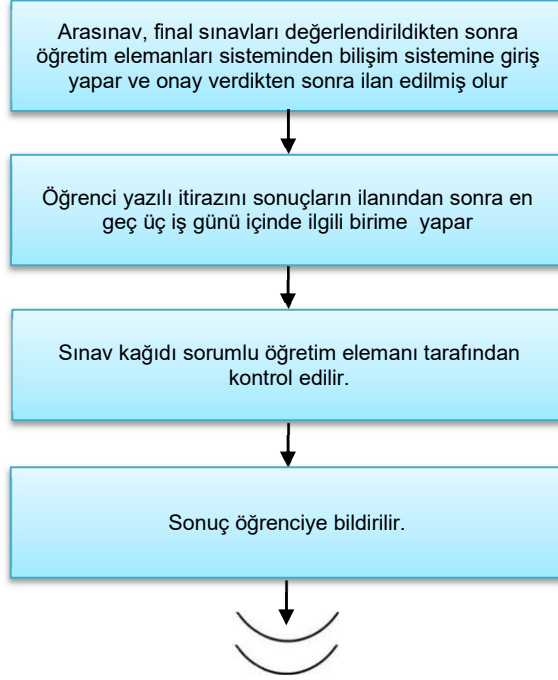 Arasınav, final sınavları değerlendirildikten sonra
öğretim elemanları sisteminden bilişim sistemine giriş
yapar ve onay verdikten sonra ilan edilmiş olur
Öğrenci yazılı itirazını sonuçların ilanından sonra en
geç üç iş günü içinde ilgili birime yapar
Sınav kağıdı sorumlu öğretim elemanı tarafından
kontrol edilir.
Sonuç öğrenciye bildirilir.